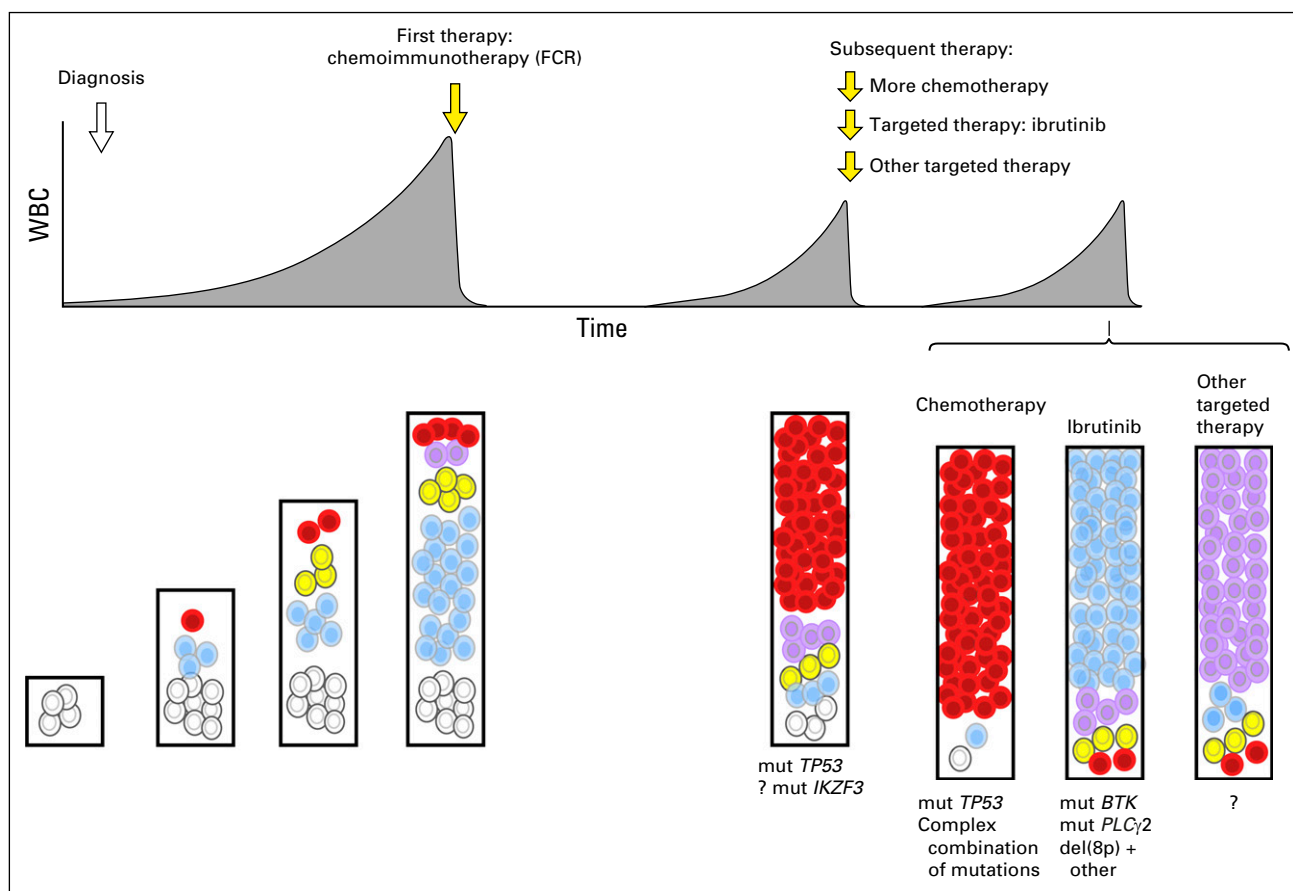 Diagnosis
First therapy:
chemoimmunotherapy (FCR)
Subsequent therapy:
More chemotherapy
Targeted therapy: ibrutinib
Other targeted therapy
WBC
Time
Chemotherapy
Ibrutinib
Other
targeted
therapy
mut TP53
? mut IKZF3
mut TP53
Complex
combination
of mutations
mut BTK
mut PLCγ2
del(8p) +
other
?